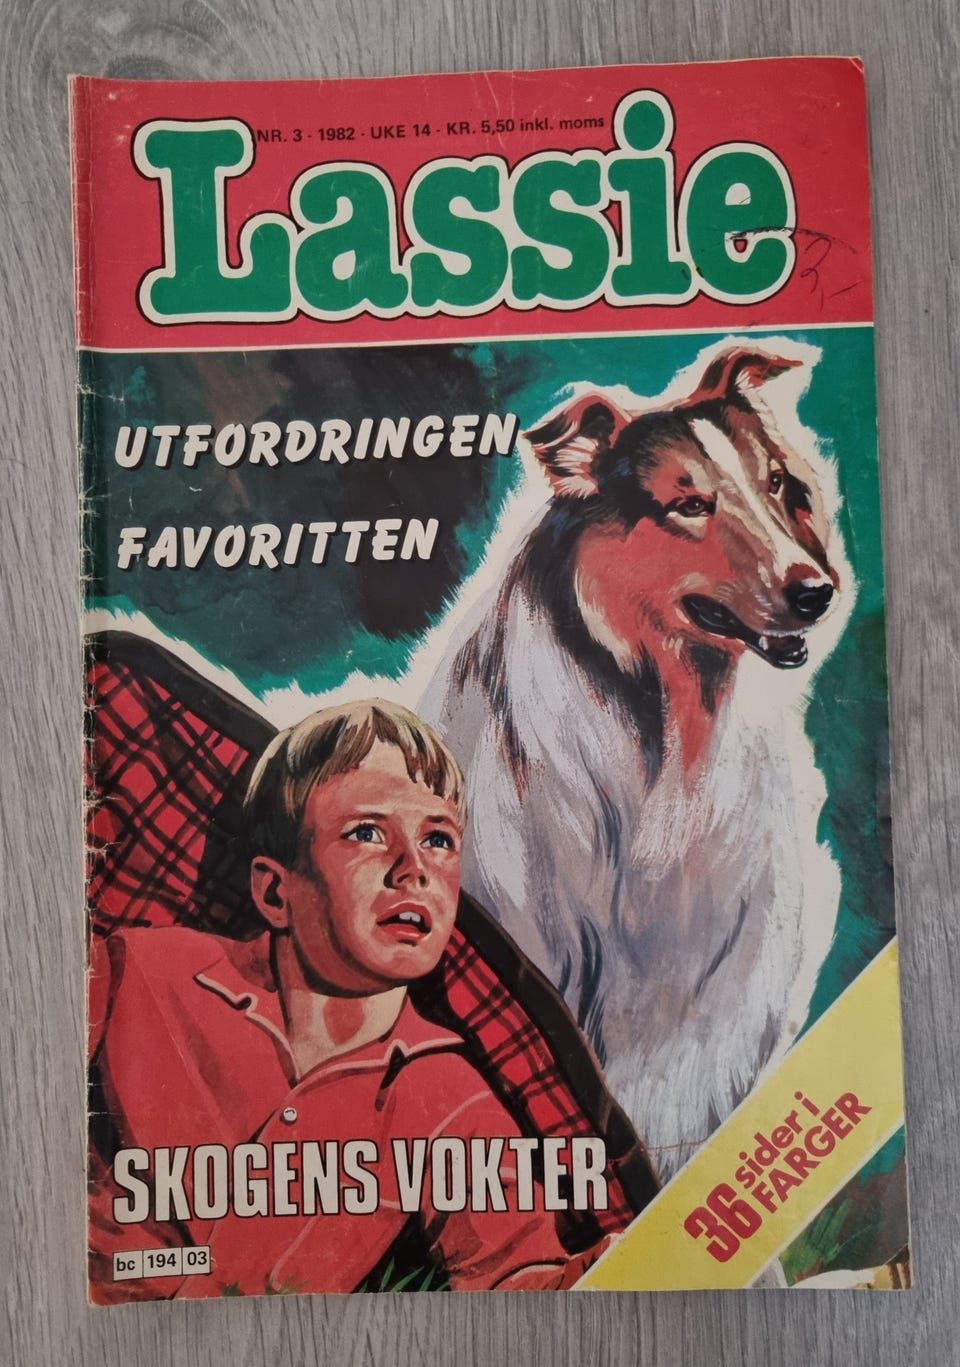 NR. 3 - 1982 - UKE 14 - KR. 5,50 inkl. moms
Lassie
3,-
UTFORDRINGEN
FAVORITTEN
SKOGENS VOKTER
36 sider i
FARGER
bc 194 03